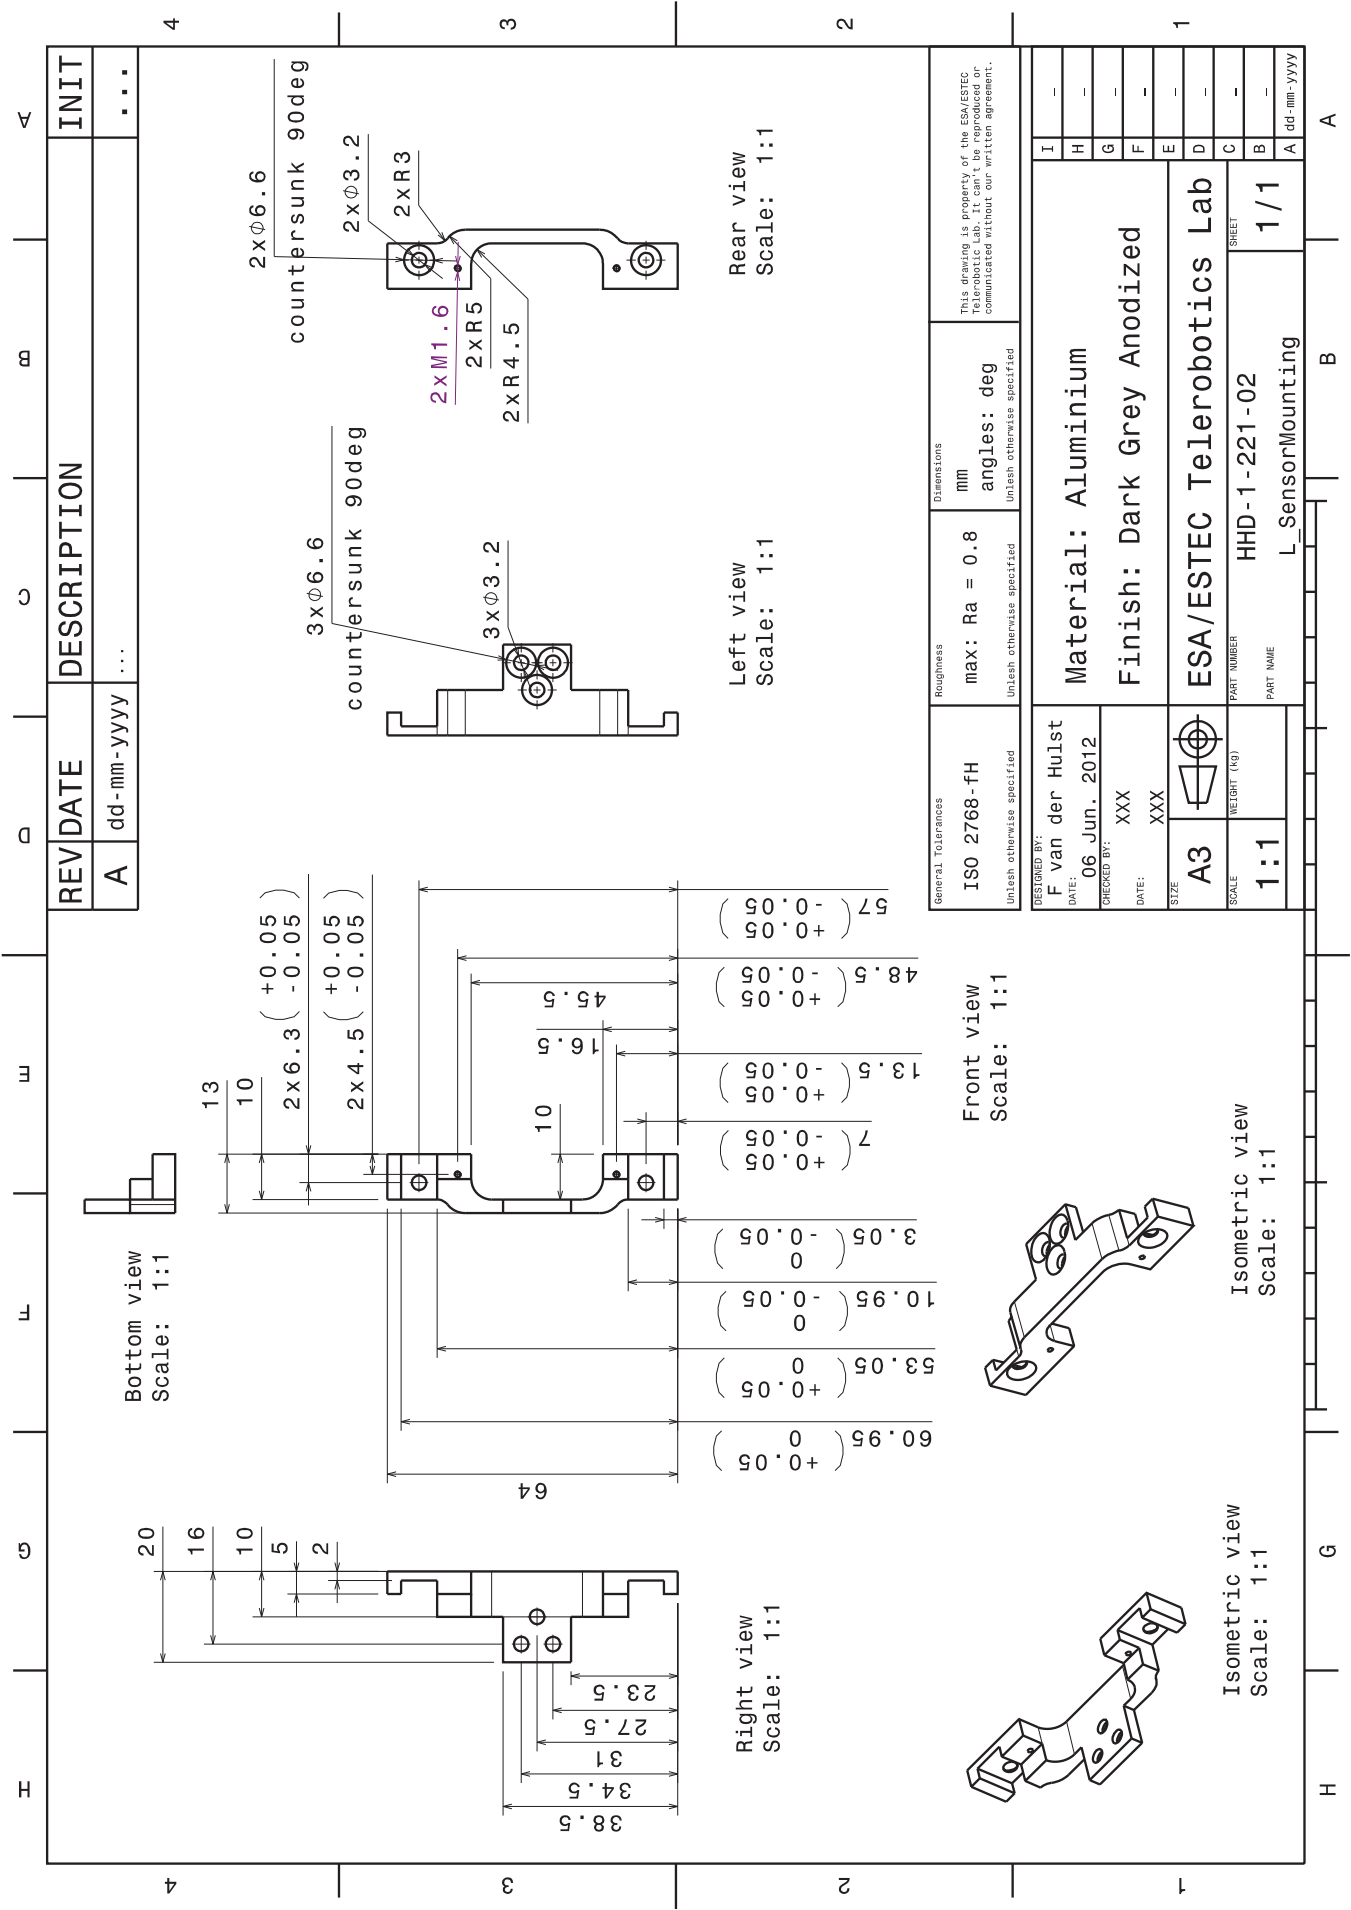 H
G
F
E
D
C
B
A
4
3
2
1
REV
DATE
DESCRIPTION
INIT
A
dd-mm-yyyy
...
...
Bottom view
Scale: 1:1
20
16
10
5
2
23.5
27.5
31
34.5
38.5
Right view
Scale: 1:1
13
10
2x6.3 ( +0.05
-0.05 )
2x4.5 ( +0.05
-0.05 )
10
16.5
45.5
64
57 ( +0.05
-0.05 )
48.5 ( +0.05
-0.05 )
13.5 ( +0.05
-0.05 )
7 ( +0.05
-0.05 )
3.05 ( 0
-0.05 )
10.95 ( 0
-0.05 )
53.05 ( +0.05
0 )
60.95 ( +0.05
0 )
Front view
Scale: 1:1
3xΦ6.6
countersunk 90deg
3xΦ3.2
Left view
Scale: 1:1
2xΦ6.6
countersunk 90deg
2xΦ3.2
2xR3
2xM1.6
2xR5
2xR4.5
Rear view
Scale: 1:1
Isometric view
Scale: 1:1
Isometric view
Scale: 1:1
General Tolerances
ISO 2768-fH
Unlesh otherwise specified
Roughness
max: Ra = 0.8
Unlesh otherwise specified
Dimensions
mm
angles: deg
Unlesh otherwise specified
This drawing is property of the ESA/ESTEC
Telerobotic Lab. It can't be reproduced or
communicated without our written agreement.
DESIGNED BY:
F van der Hulst
DATE:
06 Jun. 2012
CHECKED BY:
XXX
DATE:
XXX
SIZE
A3
SCALE
1:1
WEIGHT (kg)
Material: Aluminium
Finish: Dark Grey Anodized
ESA/ESTEC Telerobotics Lab
PART NUMBER
HHD-1-221-02
PART NAME
L_SensorMounting
SHEET
1/1
I -
H -
G -
F -
E -
D -
C -
B -
A dd-mm-yyyy
4
3
2
1
H
G
F
E
D
C
B
A